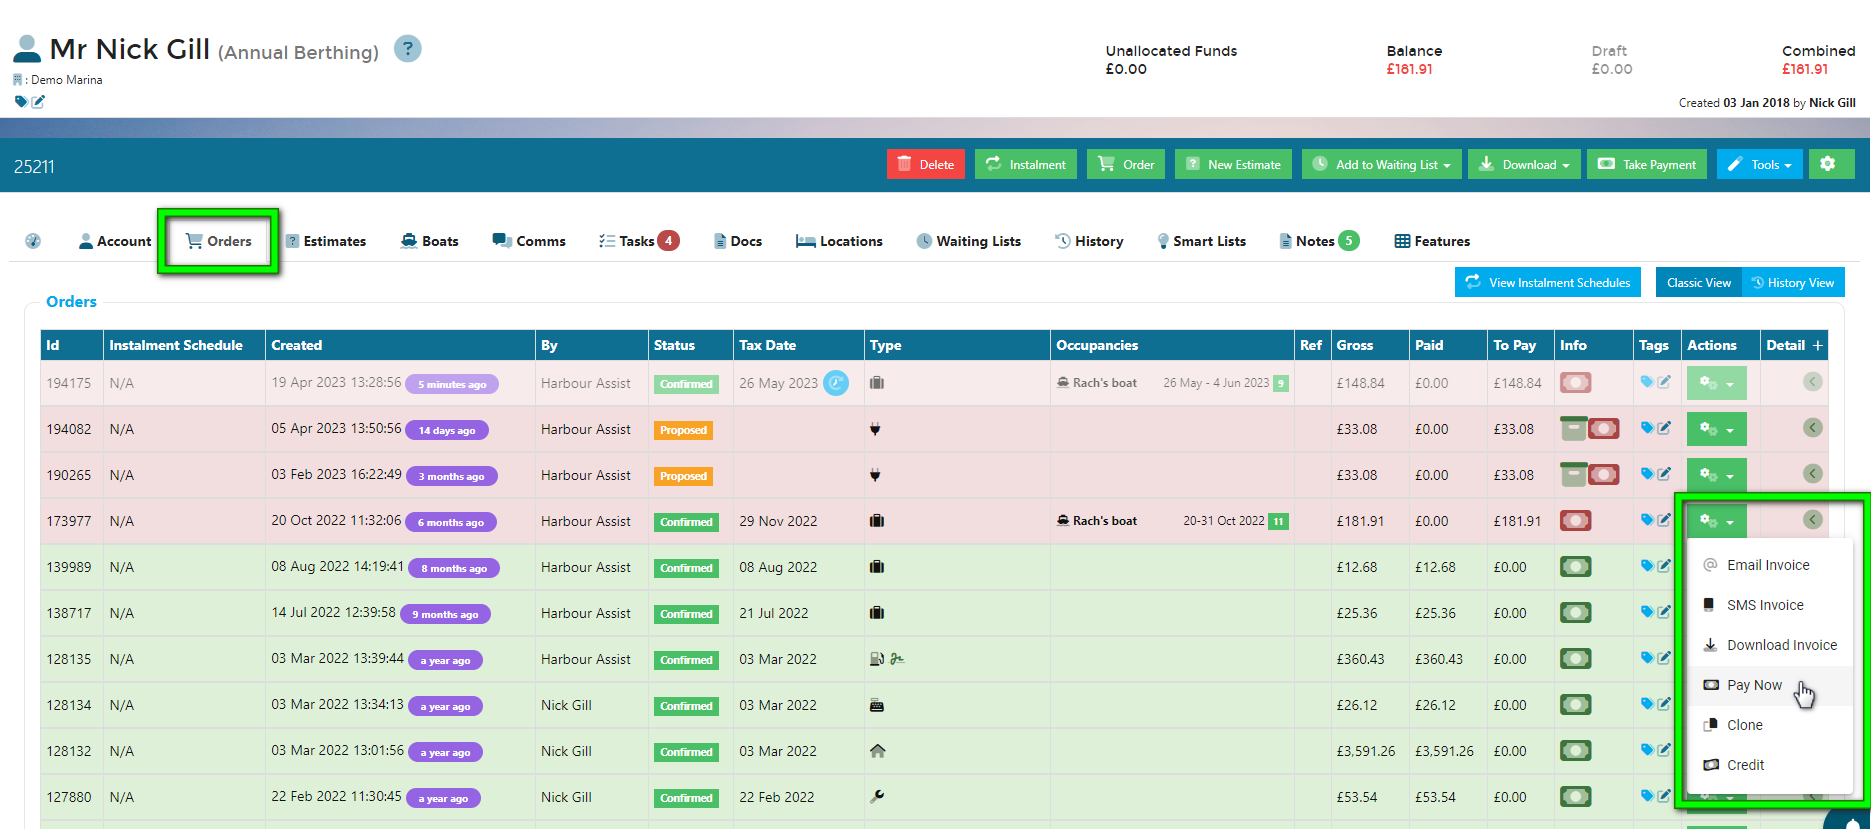 Mr Nick Gill (Annual Berthing) ?
: Demo Marina
Unallocated Funds
£0.00
Balance
£181.91
Draft
£0.00
Combined
£181.91
Created 03 Jan 2018 by Nick Gill
25211
Delete Instalment Order ? New Estimate Add to Waiting List Download Take Payment Tools
Account Orders ? Estimates Boats Comms Tasks 4 Docs Locations Waiting Lists History Smart Lists Notes 5 Features
View Instalment Schedules Classic View History View
Orders
Id Instalment Schedule Created By Status Tax Date Type Occupancies Ref Gross Paid To Pay Info Tags Actions Detail +
194175 N/A 19 Apr 2023 13:28:56 5 minutes ago Harbour Assist Confirmed 26 May 2023 Rach's boat 26 May - 4 Jun 2023 9 £148.84 £0.00 £148.84
194082 N/A 05 Apr 2023 13:50:56 14 days ago Harbour Assist Proposed £33.08 £0.00 £33.08
190265 N/A 03 Feb 2023 16:22:49 3 months ago Harbour Assist Proposed £33.08 £0.00 £33.08
173977 N/A 20 Oct 2022 11:32:06 6 months ago Harbour Assist Confirmed 29 Nov 2022 Rach's boat 20-31 Oct 2022 11 £181.91 £0.00 £181.91
139989 N/A 08 Aug 2022 14:19:41 8 months ago Harbour Assist Confirmed 08 Aug 2022 £12.68 £12.68 £0.00
138717 N/A 14 Jul 2022 12:39:58 9 months ago Harbour Assist Confirmed 21 Jul 2022 £25.36 £25.36 £0.00
128135 N/A 03 Mar 2022 13:39:44 a year ago Harbour Assist Confirmed 03 Mar 2022 £360.43 £360.43 £0.00
128134 N/A 03 Mar 2022 13:34:13 a year ago Nick Gill Confirmed 03 Mar 2022 £26.12 £26.12 £0.00
128132 N/A 03 Mar 2022 13:01:56 a year ago Nick Gill Confirmed 03 Mar 2022 £3,591.26 £3,591.26 £0.00
127880 N/A 22 Feb 2022 11:30:45 a year ago Nick Gill Confirmed 22 Feb 2022 £53.54 £53.54 £0.00
@ Email Invoice
SMS Invoice
Download Invoice
Pay Now
Clone
Credit